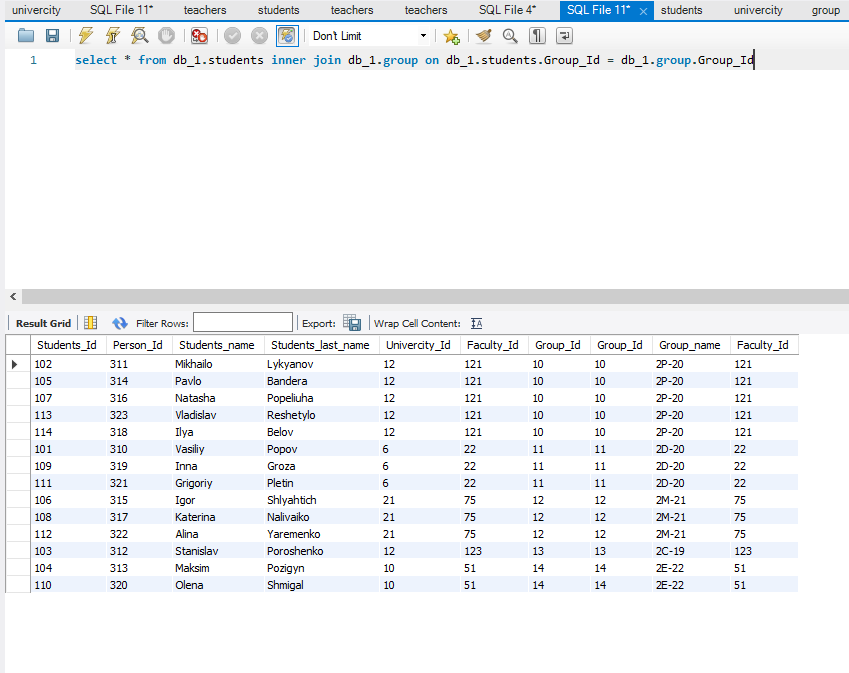 univercity SQL File 11* teachers students teachers teachers SQL File 4* SQL File 11* × students univercity group
Don't Limit
1 select * from db_1.students inner join db_1.group on db_1.students.Group_Id = db_1.group.Group_Id
Result Grid Filter Rows: Export: Wrap Cell Content: IA
Students_Id Person_Id Students_name Students_last_name Univercity_Id Faculty_Id Group_Id Group_Id Group_name Faculty_Id
102 311 Mikhailo Lykyanov 12 121 10 10 2P-20 121
105 314 Pavlo Bandera 12 121 10 10 2P-20 121
107 316 Natasha Popeliuha 12 121 10 10 2P-20 121
113 323 Vladislav Reshetylo 12 121 10 10 2P-20 121
114 318 Ilya Belov 12 121 10 10 2P-20 121
101 310 Vasiliy Popov 6 22 11 11 2D-20 22
109 319 Inna Groza 6 22 11 11 2D-20 22
111 321 Grigoriy Pletin 6 22 11 11 2D-20 22
106 315 Igor Shlyahtich 21 75 12 12 2M-21 75
108 317 Katerina Nalivaiko 21 75 12 12 2M-21 75
112 322 Alina Yaremenko 21 75 12 12 2M-21 75
103 312 Stanislav Poroshenko 12 123 13 13 2C-19 123
104 313 Maksim Pozigyn 10 51 14 14 2E-22 51
110 320 Olena Shmigal 10 51 14 14 2E-22 51